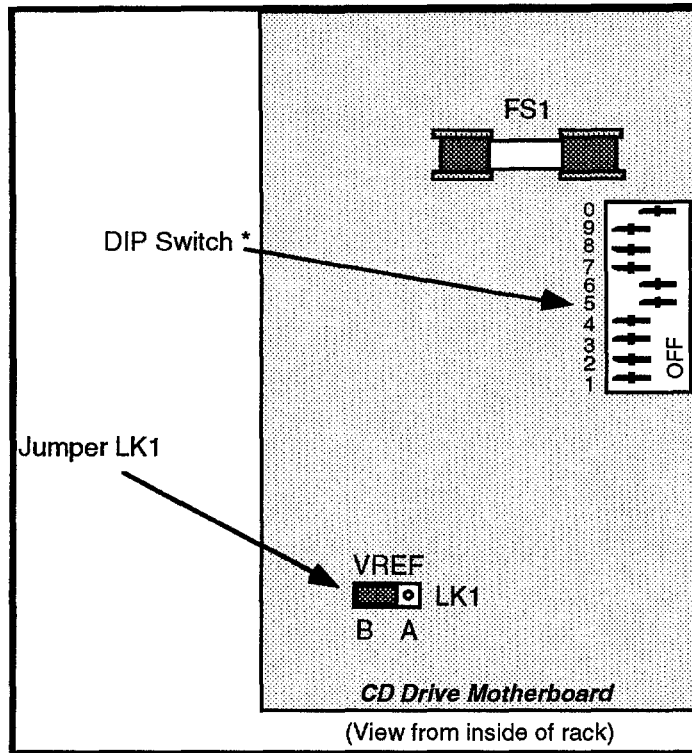 FS1
DIP Switch *
0
9
8
7
6
5
4
3
2
1
OFF
Jumper LK1
VREF
LK1
B A
CD Drive Motherboard
(View from inside of rack)